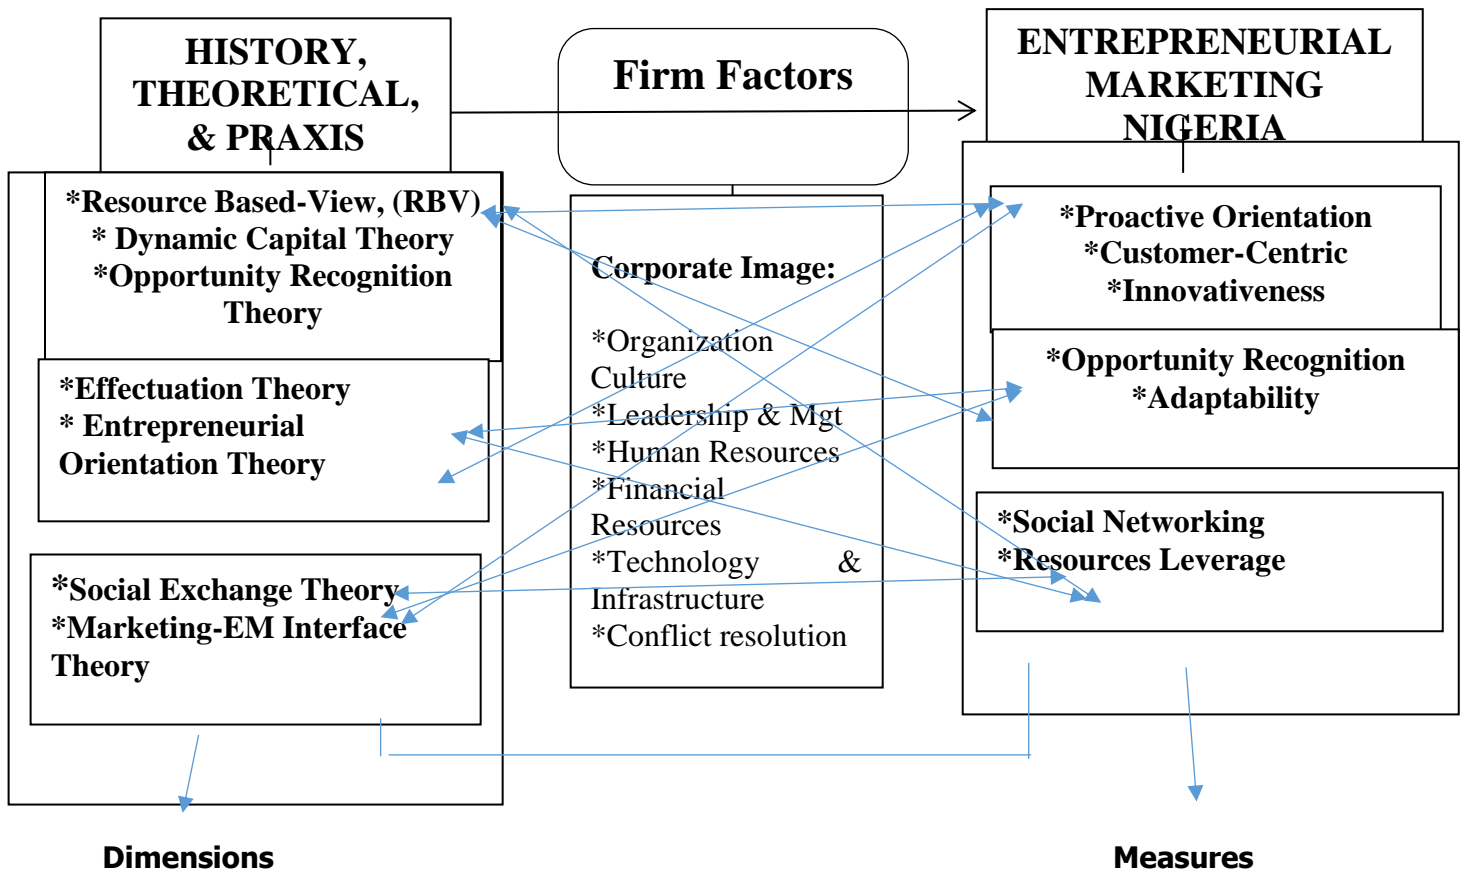 HISTORY,
THEORETICAL,
& PRAXIS
*Resource Based-View, (RBV)
* Dynamic Capital Theory
*Opportunity Recognition
Theory
*Effectuation Theory
* Entrepreneurial
Orientation Theory
*Social Exchange Theory
*Marketing-EM Interface
Theory
Dimensions
Firm Factors
Corporate Image:
*Organization
Culture
*Leadership & Mgt
*Human Resources
*Financial
Resources
*Technology &
Infrastructure
*Conflict resolution
ENTREPRENEURIAL
MARKETING
NIGERIA
*Proactive Orientation
*Customer-Centric
*Innovativeness
*Opportunity Recognition
*Adaptability
*Social Networking
*Resources Leverage
Measures